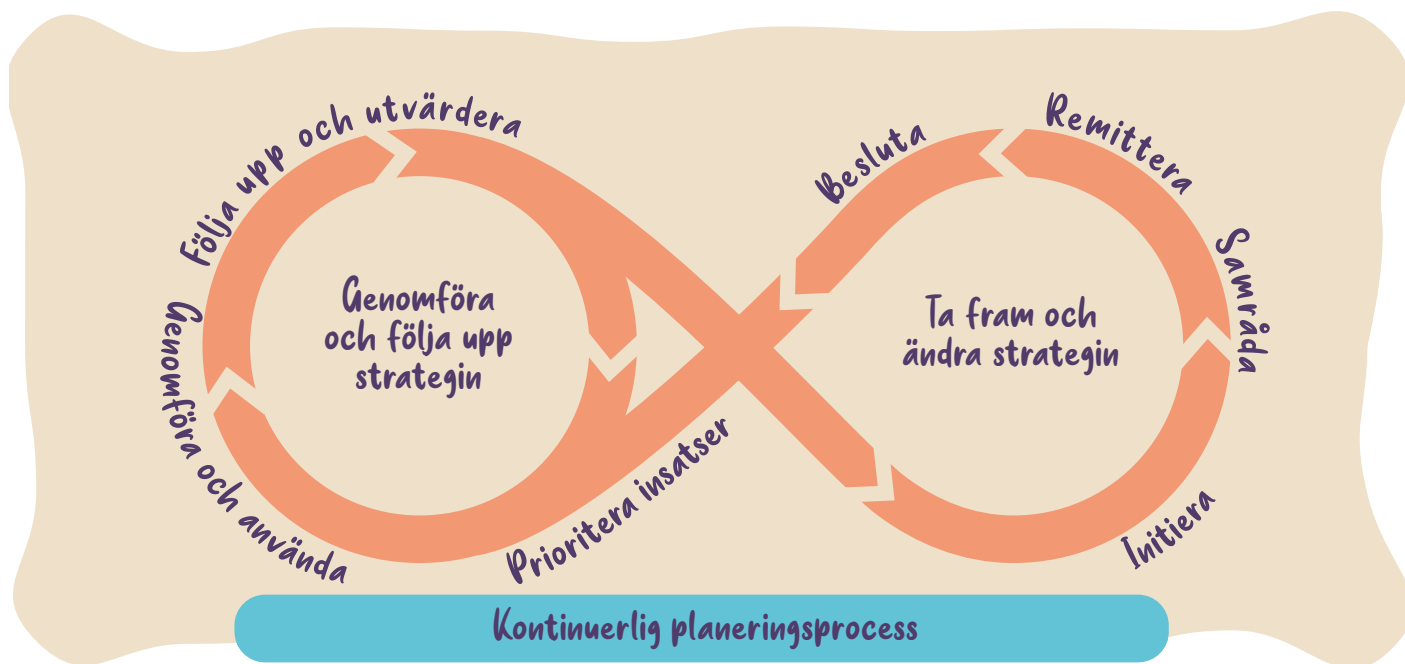 Följa upp och utvärdera
Besluta
Remittera
Samråda
Genomföra
och följa upp
strategin
Ta fram och
ändra strategin
Genomföra och använda
Prioritera insatser
Initiera
Kontinuerlig planeringsprocess